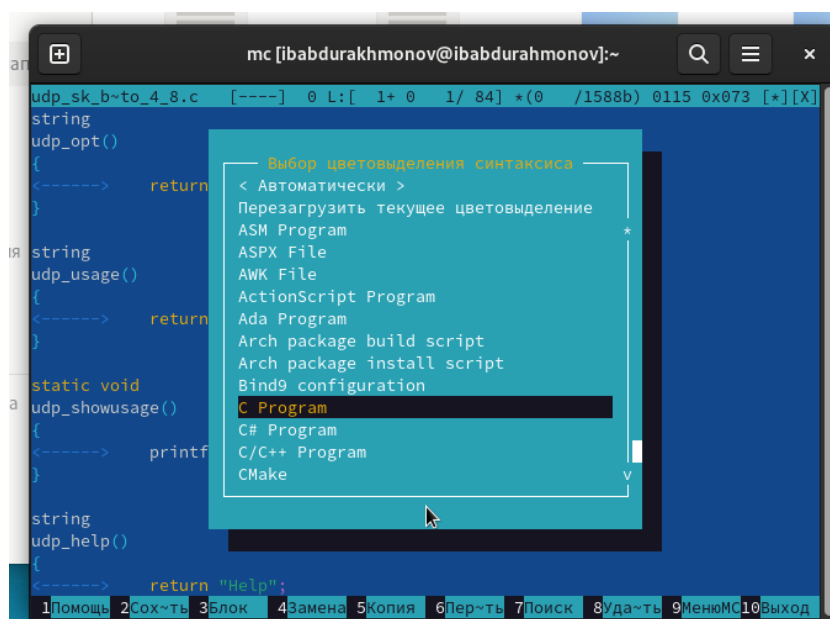 ап
mc [ibabdurakhmonov@ibabdurahmonov]:~
udp_sk_b~to_4_8.c [----] 0 L:[ 1+ 0 1/ 84] *(0 /1588b) 0115 0x073 [*][X]
string
udp_opt()
{
<------> return
}
ия
string
udp_usage()
{
<------> return
}
static void
а
udp_showusage()
{
<------> printf
}
string
udp_help()
{
<------> return "Help";
Выбор цветовыделения синтаксиса
< Автоматически >
Перезагрузить текущее цветовыделение
ASM Program *
ASPX File
AWK File
ActionScript Program
Ada Program
Arch package build script
Arch package install script
Bind9 configuration
C Program
C# Program
C/C++ Program
CMake v
1Помощь 2Сох~ть 3Блок 4Замена 5Копия 6Пер~ть 7Поиск 8Уда~ть 9МенюMC10Выход